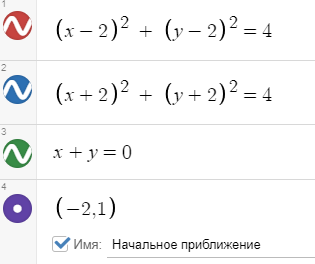 1
(x − 2)² + (y − 2)² = 4
2
(x + 2)² + (y + 2)² = 4
3
x + y = 0
4
(−2,1)
Имя: Начальное приближение